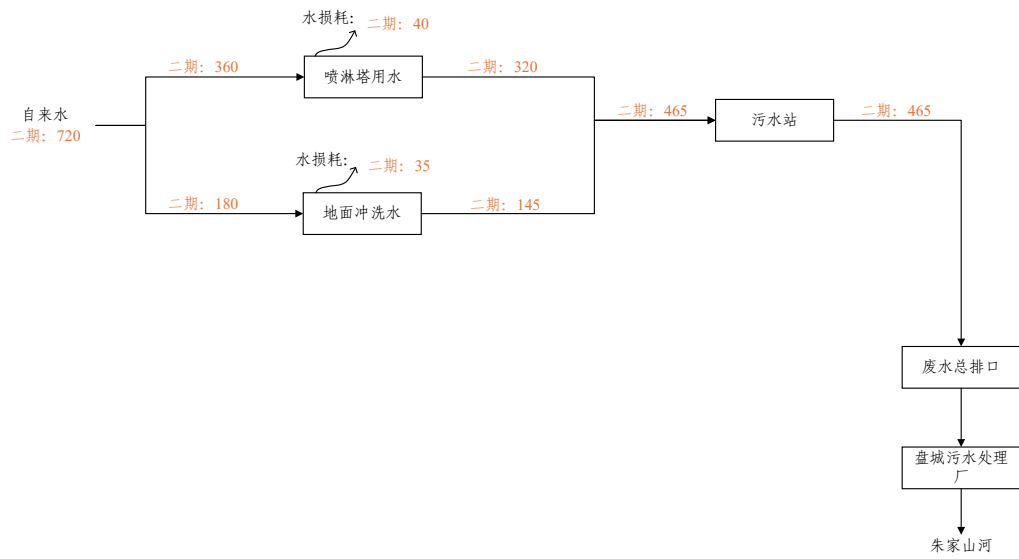 水损耗:
二期: 40
二期: 360
喷淋塔用水
二期: 320
自来水
二期: 720
二期: 465
污水站
二期: 465
水损耗:
二期: 35
二期: 180
地面冲洗水
二期: 145
废水总排口
盘城污水处理
厂
朱家山河